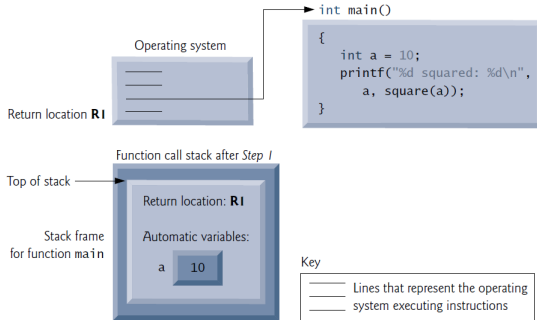 int main()
{
int a = 10;
printf("%d squared: %d\n",
a, square(a));
}
Operating system
Return location R1
Function call stack after Step 1
Top of stack
Return location: R1
Stack frame
for function main
Automatic variables:
a 10
Key
Lines that represent the operating
system executing instructions